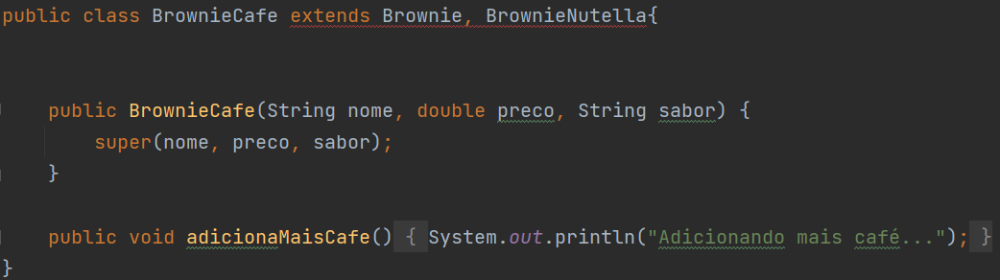 public class BrownieCafe extends Brownie, BrownieNutella{
public BrownieCafe(String nome, double preco, String sabor) {
super(nome, preco, sabor);
}
public void adicionaMaisCafe() { System.out.println("Adicionando mais café..."); }
}